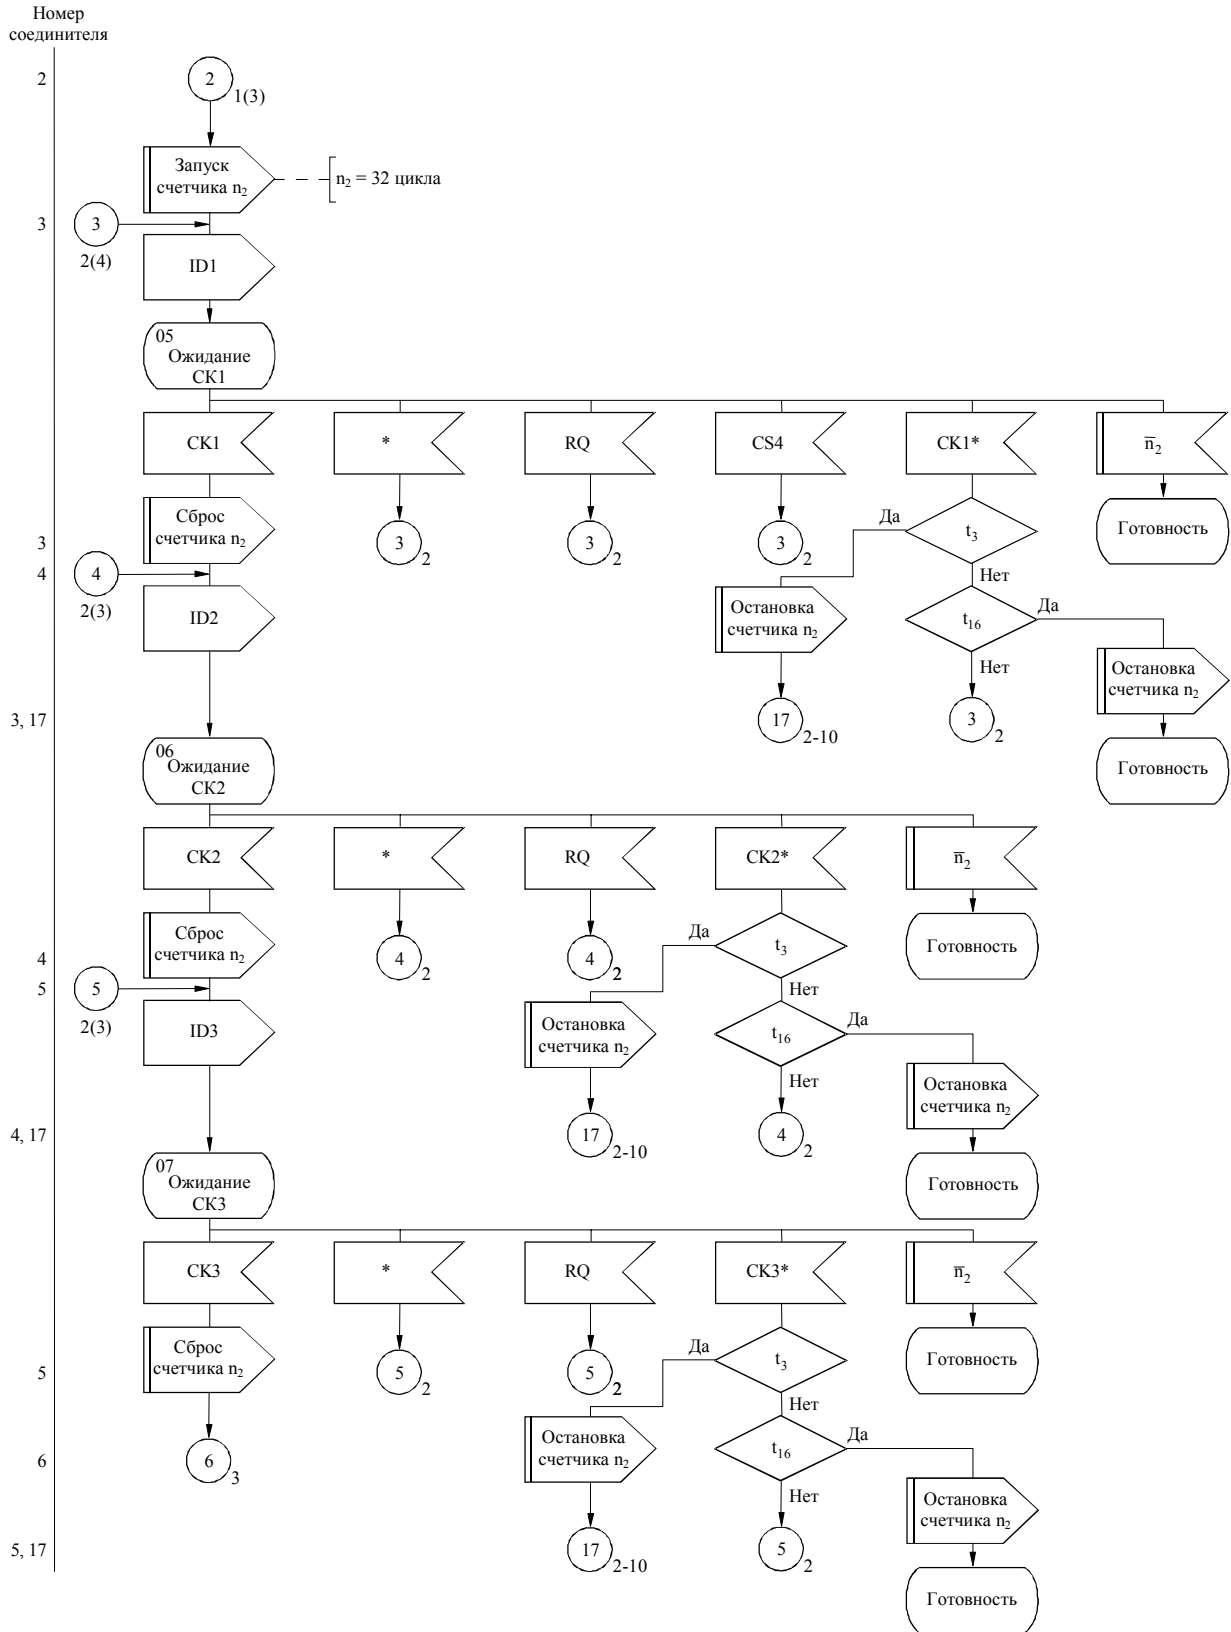 Номер
соединителя
2
2
1(3)
Запуск
счетчика n₂
n₂ = 32 цикла
3
3
2(4)
ID1
05
Ожидание
СК1
CK1
*
RQ
CS4
CK1*
n̅₂
Сброс
счетчика n₂
3
2
3
2
3
2
Да
t₃
Нет
Готовность
3
4
4
2(3)
ID2
Остановка
счетчика n₂
t₁₆
Да
Нет
Остановка
счетчика n₂
3, 17
17
2-10
3
2
Готовность
06
Ожидание
СК2
CK2
*
RQ
CK2*
n̅₂
Сброс
счетчика n₂
4
2
4
2
Да
t₃
Нет
Готовность
4
5
5
2(3)
ID3
Остановка
счетчика n₂
t₁₆
Да
Нет
Остановка
счетчика n₂
4, 17
17
2-10
4
2
Готовность
07
Ожидание
СК3
CK3
*
RQ
CK3*
n̅₂
Сброс
счетчика n₂
5
2
5
2
Да
t₃
Нет
Готовность
5
6
6
3
Остановка
счетчика n₂
t₁₆
Да
Нет
Остановка
счетчика n₂
5, 17
17
2-10
5
2
Готовность